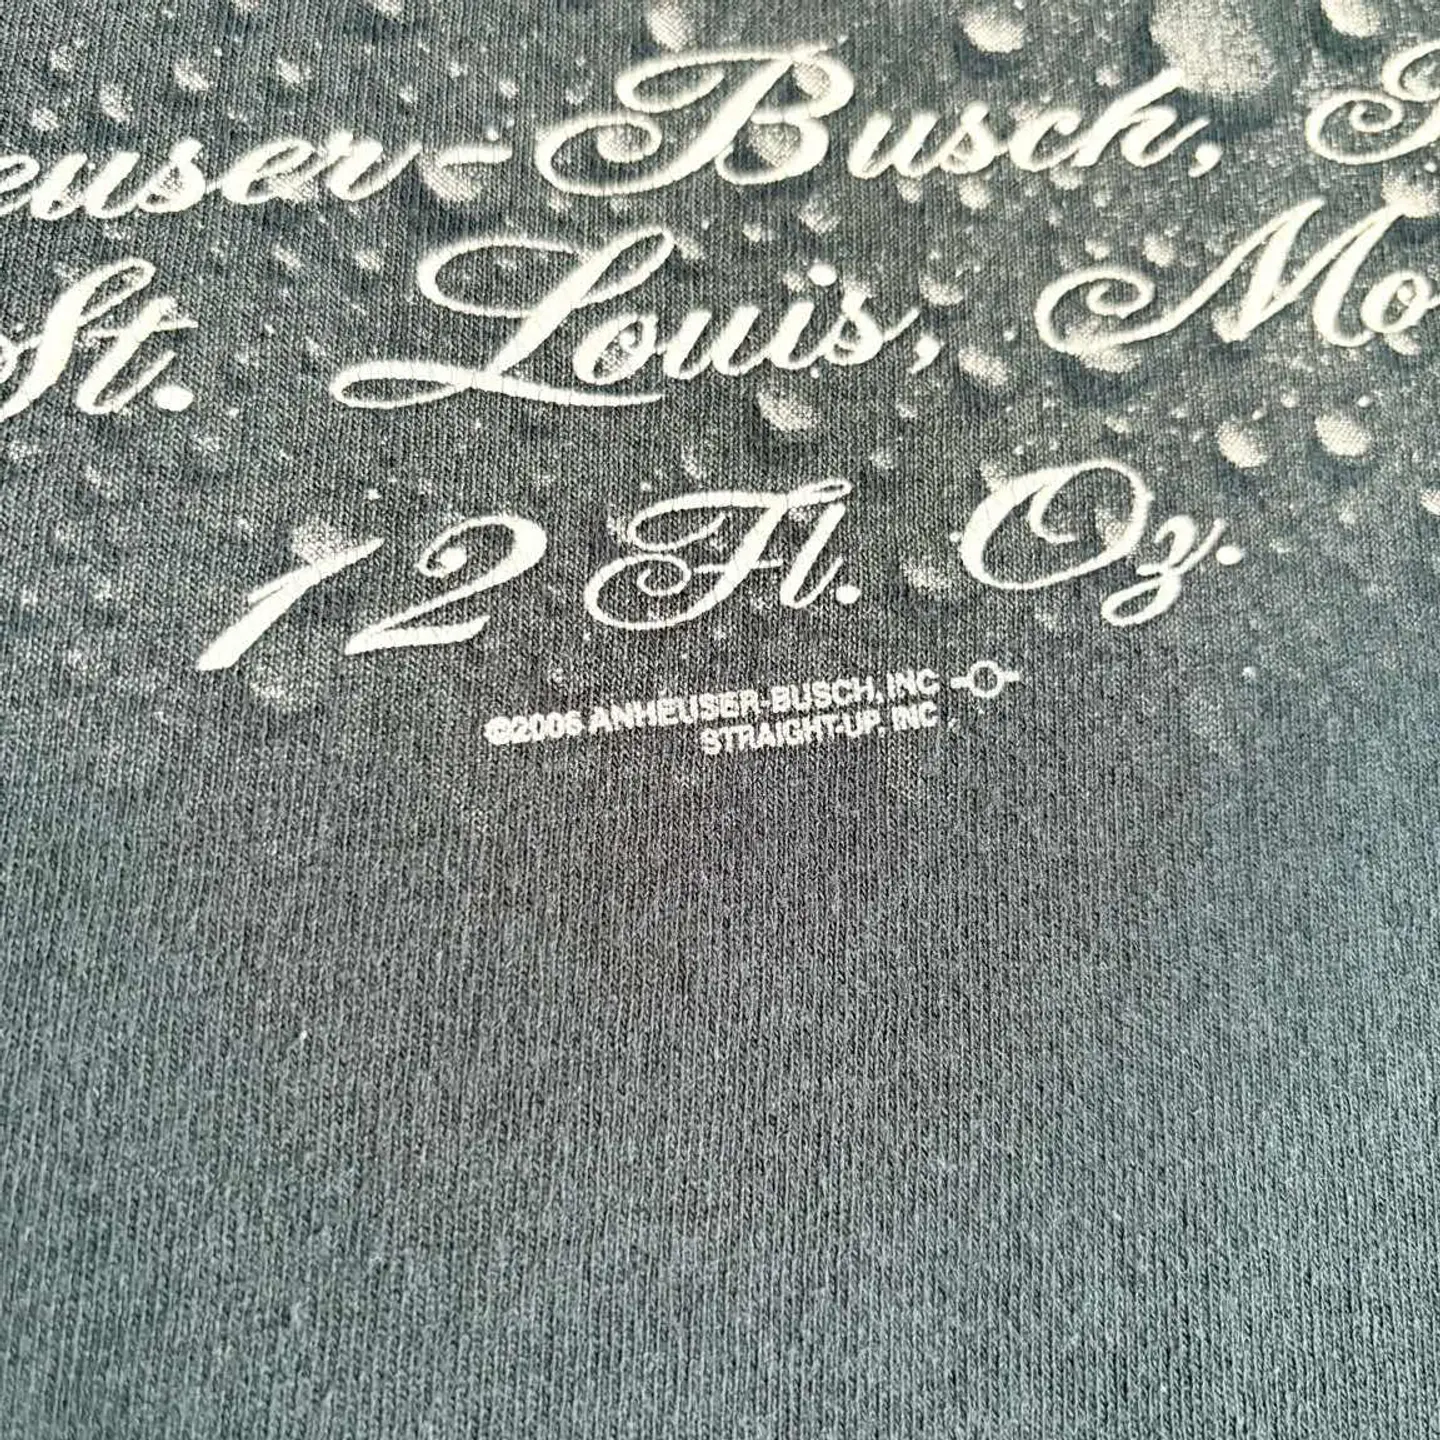 euser-Busch,
St. Louis, Mo
12 Fl. Oz.
©2006 ANHEUSER-BUSCH, INC
STRAIGHT-UP, INC